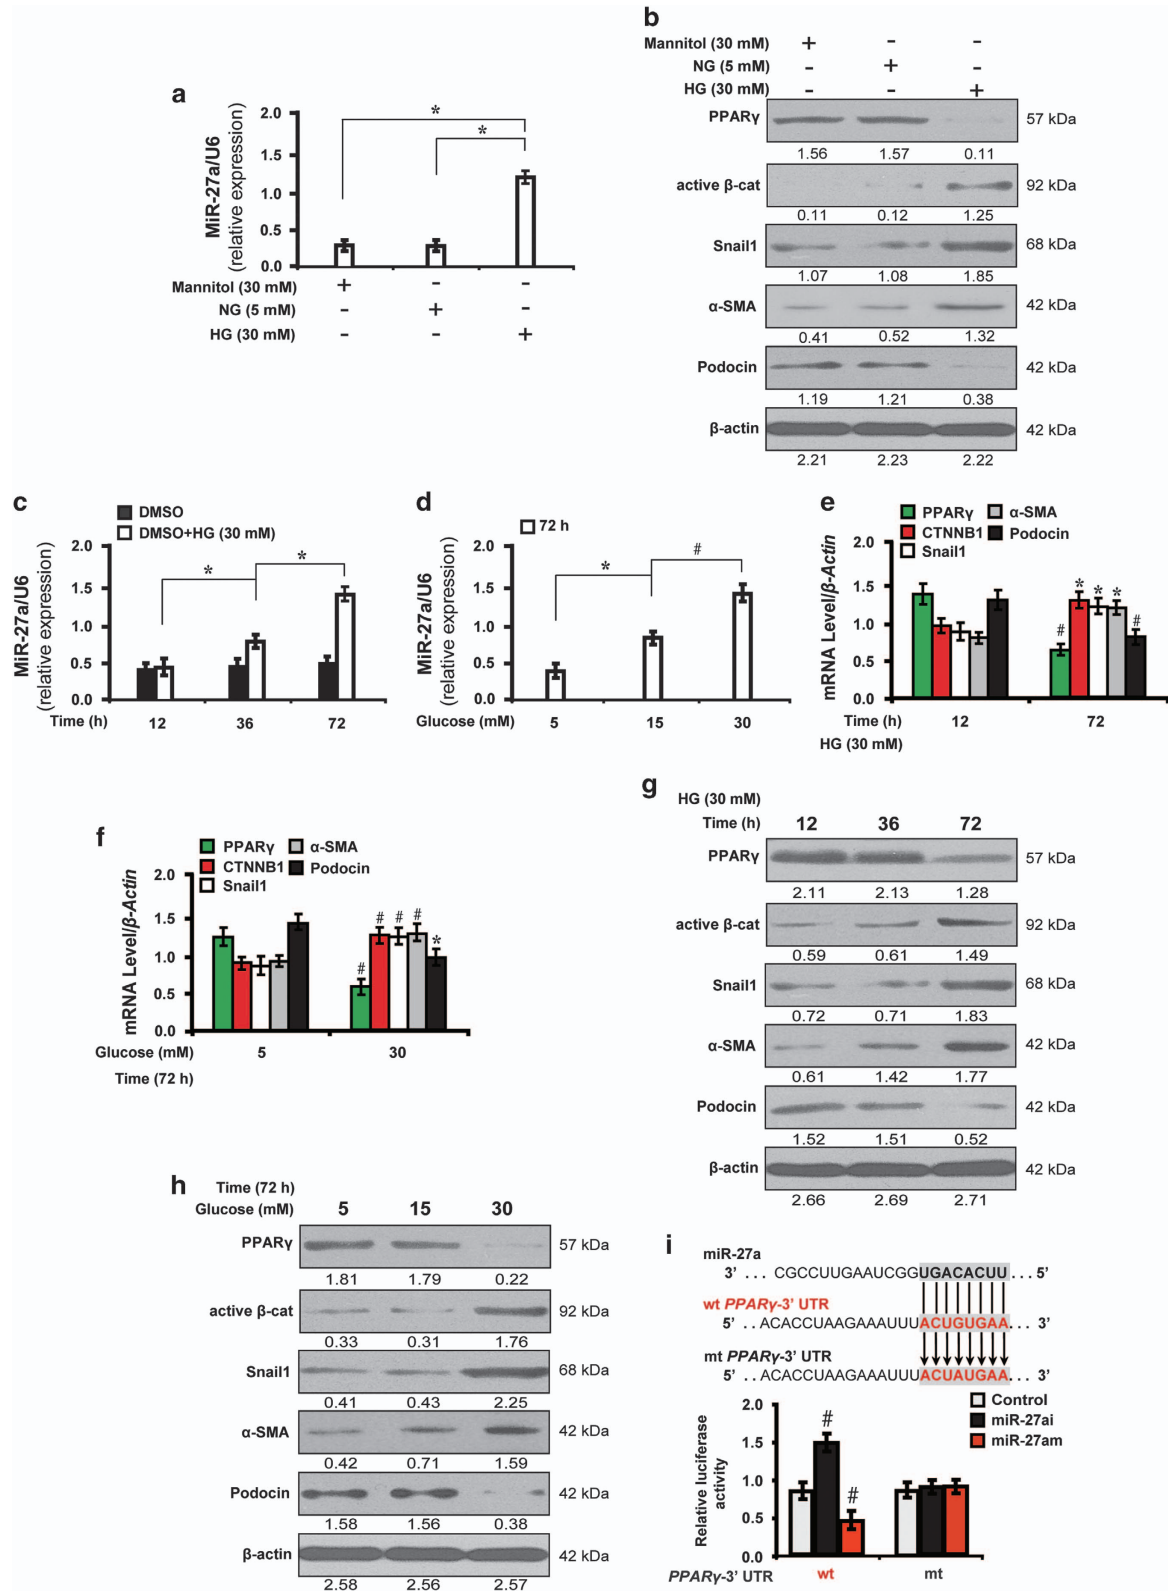 a
2.0
1.5
1.0
0.5
0.0
MiR-27a/U6
(relative expression)
*
*
Mannitol (30 mM) + - -
NG (5 mM) - + -
HG (30 mM) - - +
b
Mannitol (30 mM) + - -
NG (5 mM) - + -
HG (30 mM) - - +
PPARγ 57 kDa
1.56 1.57 0.11
active β-cat 92 kDa
0.11 0.12 1.25
Snail1 68 kDa
1.07 1.08 1.85
α-SMA 42 kDa
0.41 0.52 1.32
Podocin 42 kDa
1.19 1.21 0.38
β-actin 42 kDa
2.21 2.23 2.22
c
DMSO
DMSO+HG (30 mM)
MiR-27a/U6
(relative expression)
2.0
1.5
1.0
0.5
0.0
* *
Time (h) 12 36 72
d
72 h
MiR-27a/U6
(relative expression)
2.0
1.5
1.0
0.5
0.0
* #
Glucose (mM) 5 15 30
e
PPARγ α-SMA
CTNNB1 Podocin
Snail1
mRNA Level/β-Actin
2.0
1.5
1.0
0.5
0.0
# * * * #
Time (h) 12 72
HG (30 mM)
f
PPARγ α-SMA
CTNNB1 Podocin
Snail1
mRNA Level/β-Actin
2.0
1.5
1.0
0.5
0.0
# # # # *
Glucose (mM) 5 30
Time (72 h)
g
HG (30 mM)
Time (h) 12 36 72
PPARγ 57 kDa
2.11 2.13 1.28
active β-cat 92 kDa
0.59 0.61 1.49
Snail1 68 kDa
0.72 0.71 1.83
α-SMA 42 kDa
0.61 1.42 1.77
Podocin 42 kDa
1.52 1.51 0.52
β-actin 42 kDa
2.66 2.69 2.71
h
Time (72 h)
Glucose (mM) 5 15 30
PPARγ 57 kDa
1.81 1.79 0.22
active β-cat 92 kDa
0.33 0.31 1.76
Snail1 68 kDa
0.41 0.43 2.25
α-SMA 42 kDa
0.42 0.71 1.59
Podocin 42 kDa
1.58 1.56 0.38
β-actin 42 kDa
2.58 2.56 2.57
i
miR-27a
3' ... CGCCUUGAAUCGGUGACACUU... 5'
wt PPARγ-3' UTR
5' ..ACACCUAAGAAAUUUACUGUGAA... 3'
mt PPARγ-3' UTR
5' ..ACACCUAAGAAAUUUACUAUGAA... 3'
Control
miR-27ai
miR-27am
Relative luciferase
activity
2.0
1.5
1.0
0.5
0.0
# #
PPARγ-3' UTR wt mt